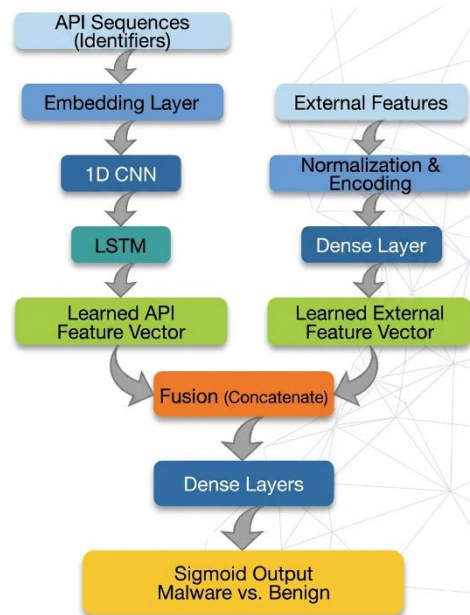 API Sequences
(Identifiers)
Embedding Layer
1D CNN
LSTM
Learned API
Feature Vector
External Features
Normalization &
Encoding
Dense Layer
Learned External
Feature Vector
Fusion (Concatenate)
Dense Layers
Sigmoid Output
Malware vs. Benign